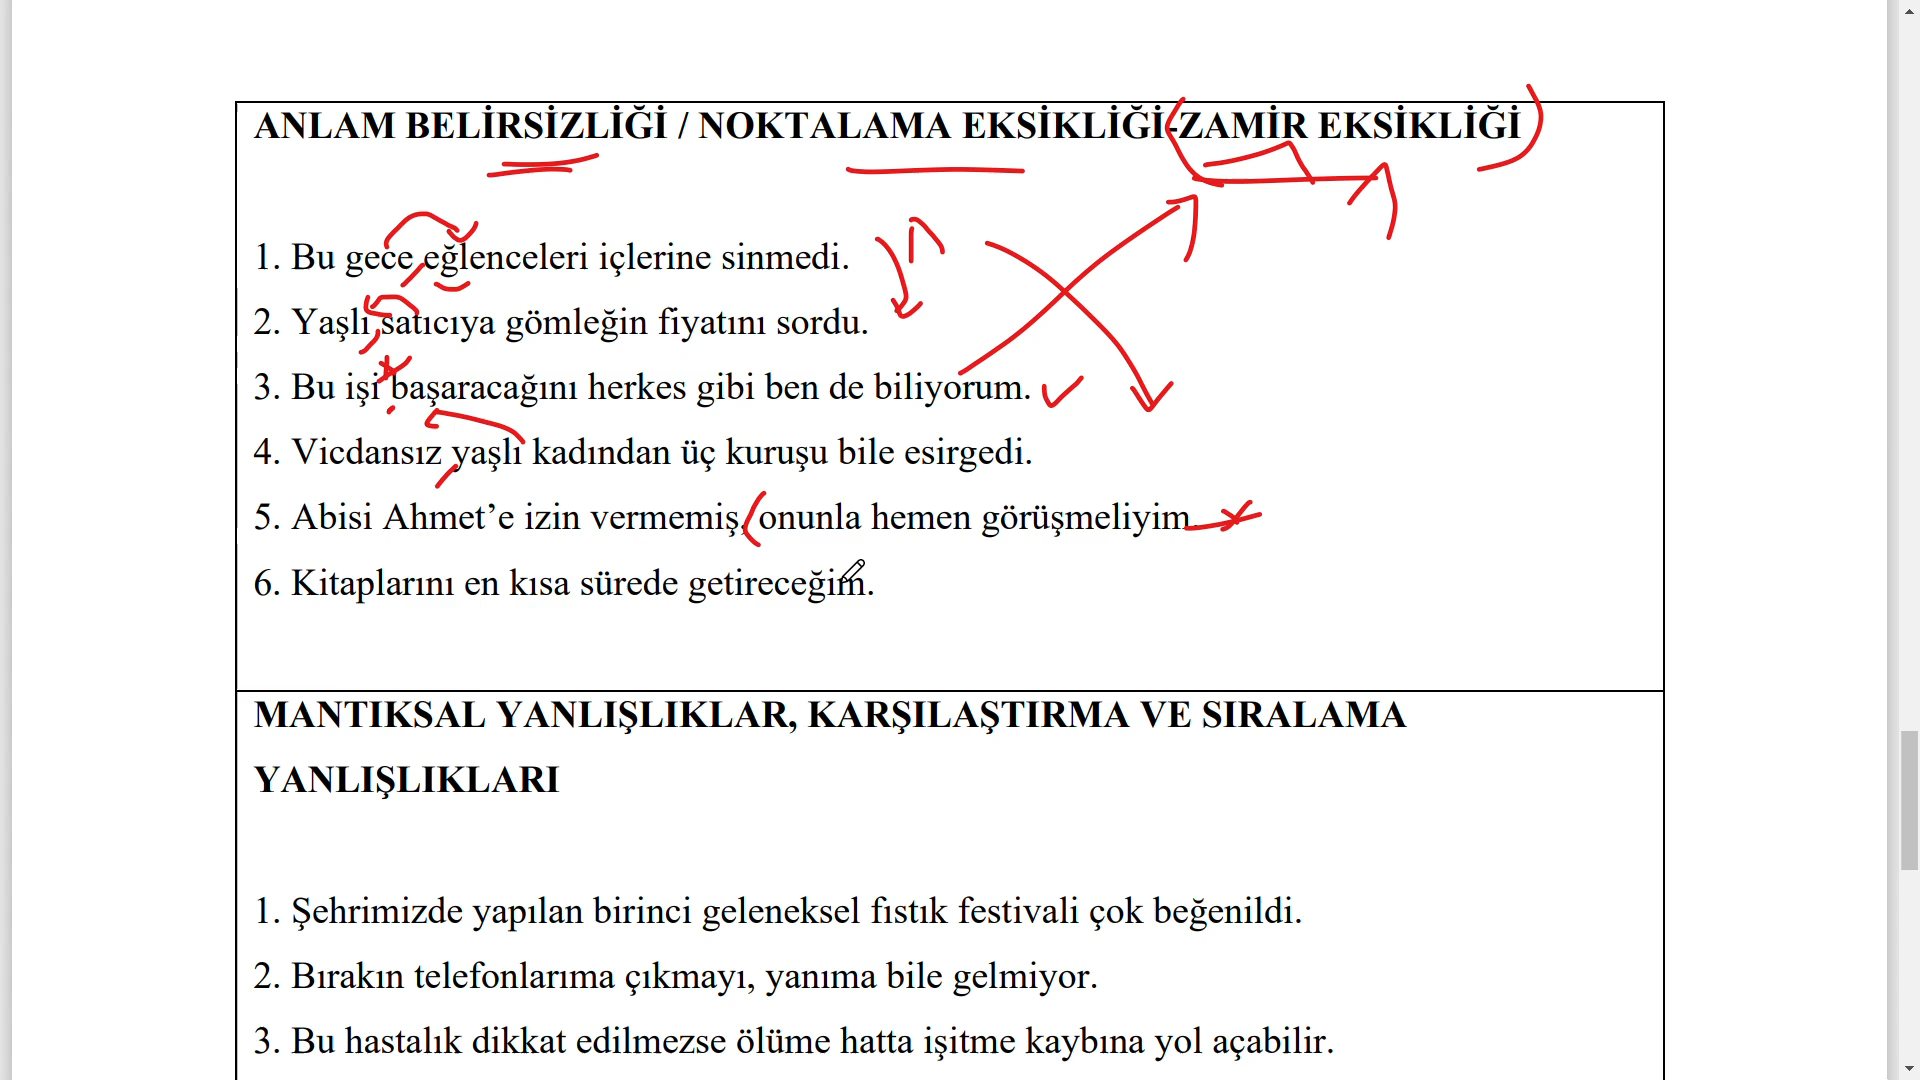 ANLAM BELİRSİZLİĞİ / NOKTALAMA EKSİKLİĞİ-ZAMİR EKSİKLİĞİ
1. Bu gece eğlenceleri içlerine sinmedi.
2. Yaşlı satıcıya gömleğin fiyatını sordu.
3. Bu işi başaracağını herkes gibi ben de biliyorum.
4. Vicdansız yaşlı kadından üç kuruşu bile esirgedi.
5. Abisi Ahmet’e izin vermemiş, onunla hemen görüşmeliyim.
6. Kitaplarını en kısa sürede getireceğim.
MANTIKSAL YANLIŞLIKLAR, KARŞILAŞTIRMA VE SIRALAMA
YANLIŞLIKLARI
1. Şehrimizde yapılan birinci geleneksel fıstık festivali çok beğenildi.
2. Bırakın telefonlarıma çıkmayı, yanıma bile gelmiyor.
3. Bu hastalık dikkat edilmezse ölüme hatta işitme kaybına yol açabilir.